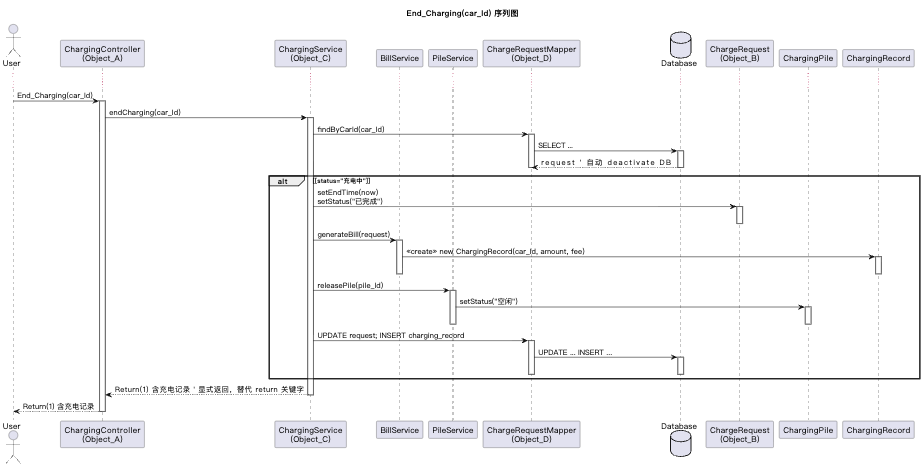 End_Charging(car_Id) 序列图
User
ChargingController
(Object_A)
ChargingService
(Object_C)
BillService
PileService
ChargeRequestMapper
(Object_D)
Database
ChargeRequest
(Object_B)
ChargingPile
ChargingRecord
End_Charging(car_Id)
endCharging(car_Id)
findByCarId(car_Id)
SELECT ...
request ' 自动 deactivate DB
alt
[[status="充电中"]]
setEndTime(now)
setStatus("已完成")
generateBill(request)
«create» new ChargingRecord(car_Id, amount, fee)
releasePile(pile_Id)
setStatus("空闲")
UPDATE request; INSERT charging_record
UPDATE ... INSERT ...
Return(1) 含充电记录 ' 显式返回，替代 return 关键字
Return(1) 含充电记录
User
ChargingController
(Object_A)
ChargingService
(Object_C)
BillService
PileService
ChargeRequestMapper
(Object_D)
Database
ChargeRequest
(Object_B)
ChargingPile
ChargingRecord